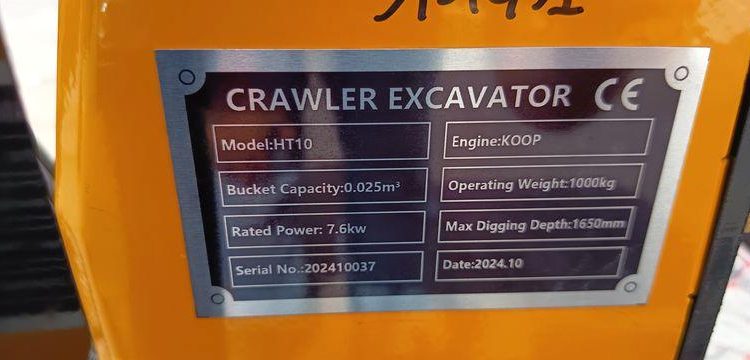 CRAWLER EXCAVATOR CE
Model:HT10
Engine:KOOP
Bucket Capacity:0.025m³
Operating Weight:1000kg
Rated Power: 7.6kw
Max Digging Depth:1650mm
Serial No.:202410037
Date:2024.10